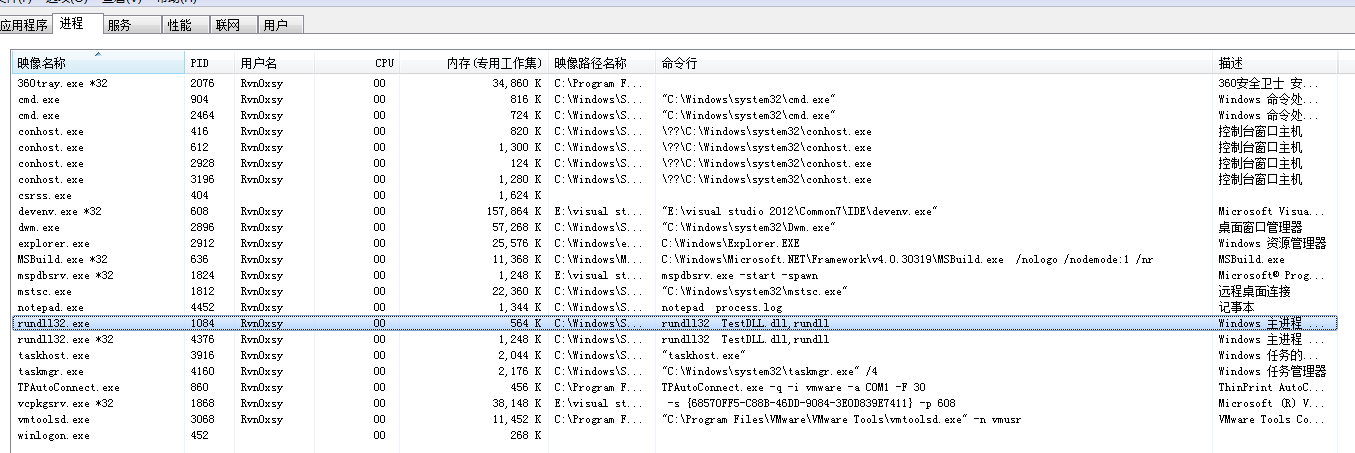 应用程序 进程 服务 性能 联网 用户
映像名称 PID 用户名 CPU 内存(专用工作集) 映像路径名称 命令行 描述
360tray.exe *32 2076 Rvn0xsy 00 34,860 K C:\Program F... 360安全卫士 安...
cmd.exe 904 Rvn0xsy 00 816 K C:\Windows\S... "C:\Windows\system32\cmd.exe" Windows 命令处...
cmd.exe 2464 Rvn0xsy 00 724 K C:\Windows\S... "C:\Windows\system32\cmd.exe" Windows 命令处...
conhost.exe 416 Rvn0xsy 00 820 K C:\Windows\S... \??\C:\Windows\system32\conhost.exe 控制台窗口主机
conhost.exe 612 Rvn0xsy 00 1,300 K C:\Windows\S... \??\C:\Windows\system32\conhost.exe 控制台窗口主机
conhost.exe 2928 Rvn0xsy 00 124 K C:\Windows\S... \??\C:\Windows\system32\conhost.exe 控制台窗口主机
conhost.exe 3196 Rvn0xsy 00 1,280 K C:\Windows\S... \??\C:\Windows\system32\conhost.exe 控制台窗口主机
csrss.exe 404 00 1,624 K
devenv.exe *32 608 Rvn0xsy 00 157,864 K E:\visual st... "E:\visual studio 2012\Common7\IDE\devenv.exe" Microsoft Visua...
dwm.exe 2896 Rvn0xsy 00 57,268 K C:\Windows\S... "C:\Windows\system32\Dwm.exe" 桌面窗口管理器
explorer.exe 2912 Rvn0xsy 00 25,576 K C:\Windows\e... C:\Windows\Explorer.EXE Windows 资源管理器
MSBuild.exe *32 636 Rvn0xsy 00 11,368 K C:\Windows\M... C:\Windows\Microsoft.NET\Framework\v4.0.30319\MSBuild.exe /nologo /nodemode:1 /nr MSBuild.exe
mspdbsrv.exe *32 1824 Rvn0xsy 00 1,248 K E:\visual st... mspdbsrv.exe -start -spawn Microsoft® Prog...
mstsc.exe 1812 Rvn0xsy 00 22,360 K C:\Windows\S... "C:\Windows\system32\mstsc.exe" 远程桌面连接
notepad.exe 4452 Rvn0xsy 00 1,344 K C:\Windows\S... notepad process.log 记事本
rundll32.exe 1084 Rvn0xsy 00 564 K C:\Windows\S... rundll32 TestDLL.dll,rundll Windows 主进程 ...
rundll32.exe *32 4376 Rvn0xsy 00 1,248 K C:\Windows\S... rundll32 TestDLL.dll,rundll Windows 主进程 ...
taskhost.exe 3916 Rvn0xsy 00 2,044 K C:\Windows\S... "taskhost.exe" Windows 任务的...
taskmgr.exe 4160 Rvn0xsy 00 2,176 K C:\Windows\S... "C:\Windows\system32\taskmgr.exe" /4 Windows 任务管理器
TPAutoConnect.exe 860 Rvn0xsy 00 456 K C:\Program F... TPAutoConnect.exe -q -i vmware -a COM1 -F 30 ThinPrint AutoC...
vcpkgsrv.exe *32 1868 Rvn0xsy 00 38,148 K E:\visual st... -s {68570FF5-C88B-46DD-9084-3E0D839E7411} -p 608 Microsoft (R) V...
vmtoolsd.exe 3068 Rvn0xsy 00 11,452 K C:\Program F... "C:\Program Files\VMware\VMware Tools\vmtoolsd.exe" -n vmusr VMware Tools Co...
winlogon.exe 452 00 268 K